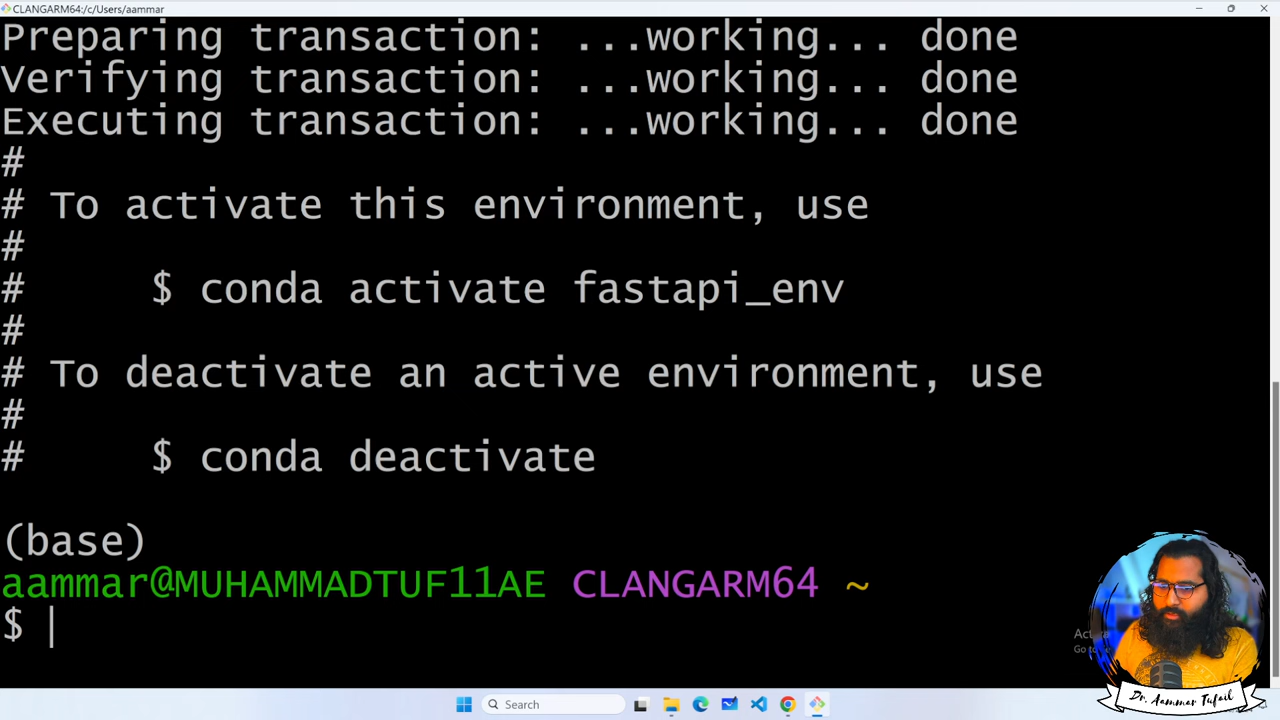 CLANGARM64:/c/Users/aammar
Preparing transaction: ...working... done
Verifying transaction: ...working... done
Executing transaction: ...working... done
#
# To activate this environment, use
#
#     $ conda activate fastapi_env
#
# To deactivate an active environment, use
#
#     $ conda deactivate
(base)
aammar@MUHAMMADTUF11AE CLANGARM64 ~
$
Go to
Dr. Aammar Tufail
Search